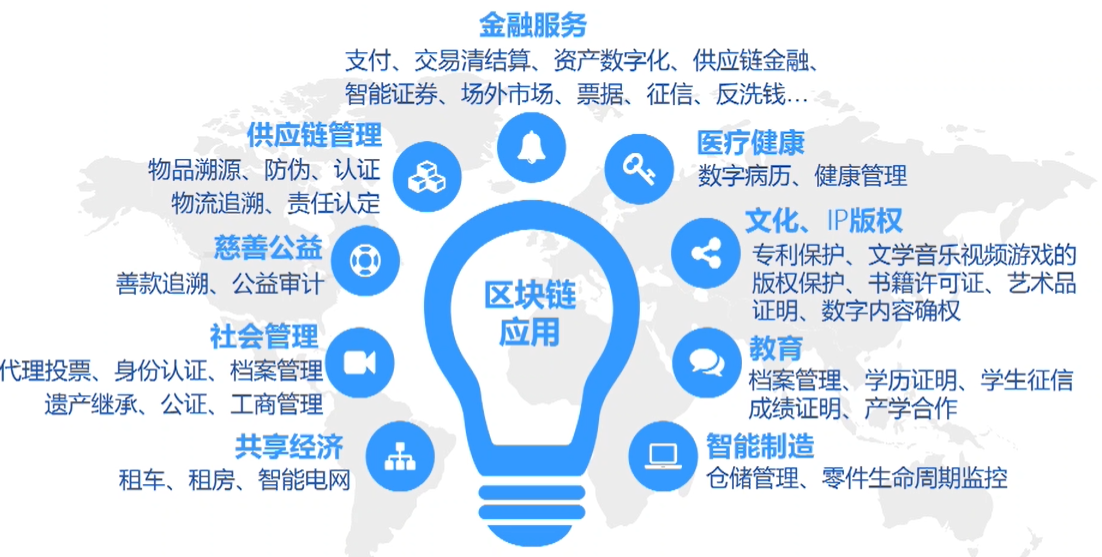 金融服务
支付、交易清结算、资产数字化、供应链金融、
智能证券、场外市场、票据、征信、反洗钱...
供应链管理
物品溯源、防伪、认证
物流追溯、责任认定
医疗健康
数字病历、健康管理
慈善公益
善款追溯、公益审计
文化、IP版权
专利保护、文学音乐视频游戏的
版权保护、书籍许可证、艺术品
证明、数字内容确权
区块链
应用
社会管理
代理投票、身份认证、档案管理
遗产继承、公证、工商管理
教育
档案管理、学历证明、学生征信
成绩证明、产学合作
共享经济
租车、租房、智能电网
智能制造
仓储管理、零件生命周期监控